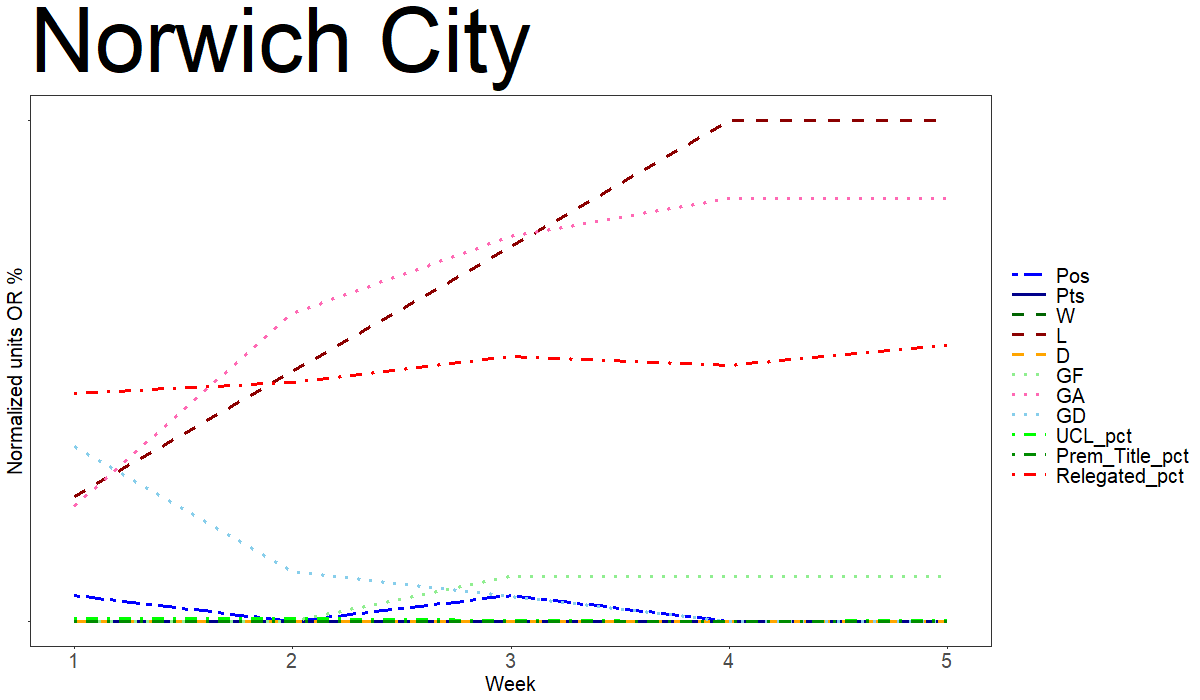 Norwich City
Normalized units OR %
Pos
Pts
W
L
D
GF
GA
GD
UCL_pct
Prem_Title_pct
Relegated_pct
1 2 3 4 5
Week